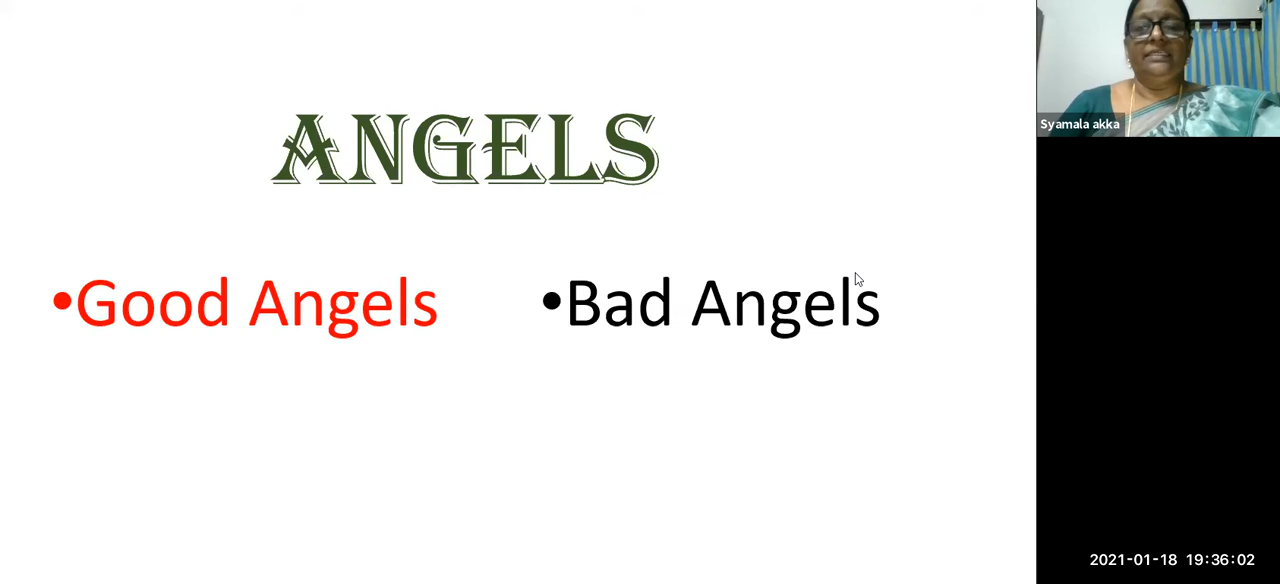 ANGELS
•Good Angels
•Bad Angels
Syamala akka
2021-01-18 19:36:02